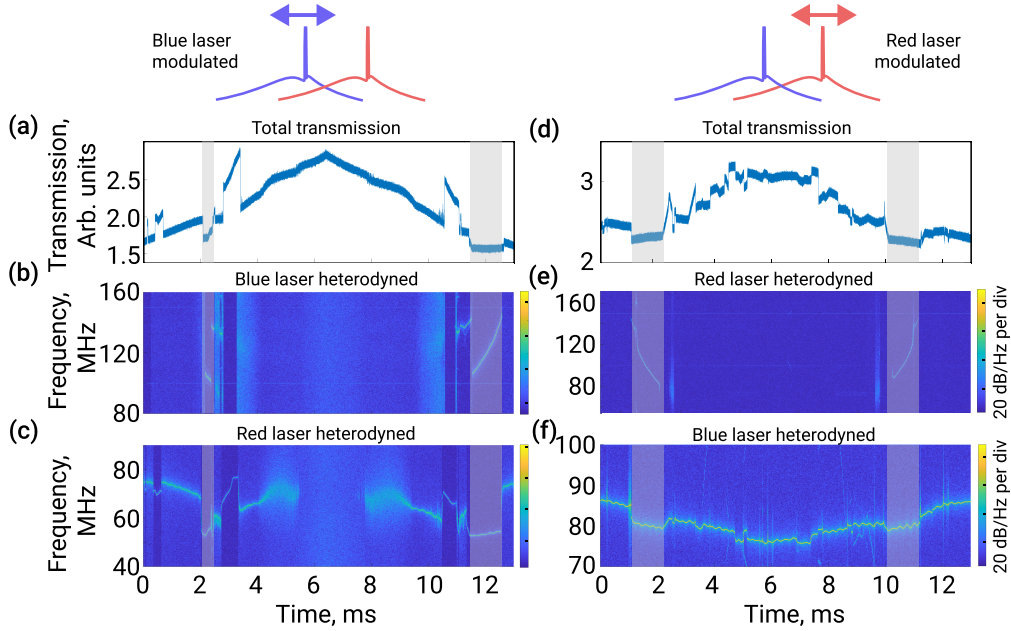 Blue laser
modulated
Red laser
modulated
(a)
Total transmission
Transmission,
Arb. units
2.5
2.0
1.5
(b)
Blue laser heterodyned
Frequency,
MHz
160
120
80
(c)
Red laser heterodyned
Frequency,
MHz
80
60
40
0 2 4 6 8 10 12
Time, ms
(d)
Total transmission
3
2
(e)
Red laser heterodyned
160
120
80
20 dB/Hz per div
(f)
Blue laser heterodyned
100
90
80
70
20 dB/Hz per div
0 2 4 6 8 10 12
Time, ms